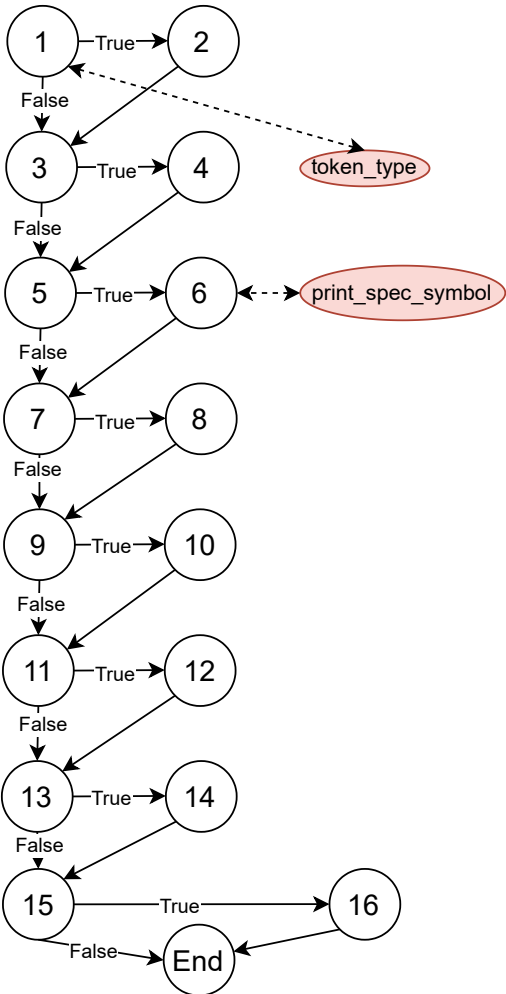 1
True
2
False
token_type
3
True
4
False
5
True
6
print_spec_symbol
False
7
True
8
False
9
True
10
False
11
True
12
False
13
True
14
False
15
True
16
False
End